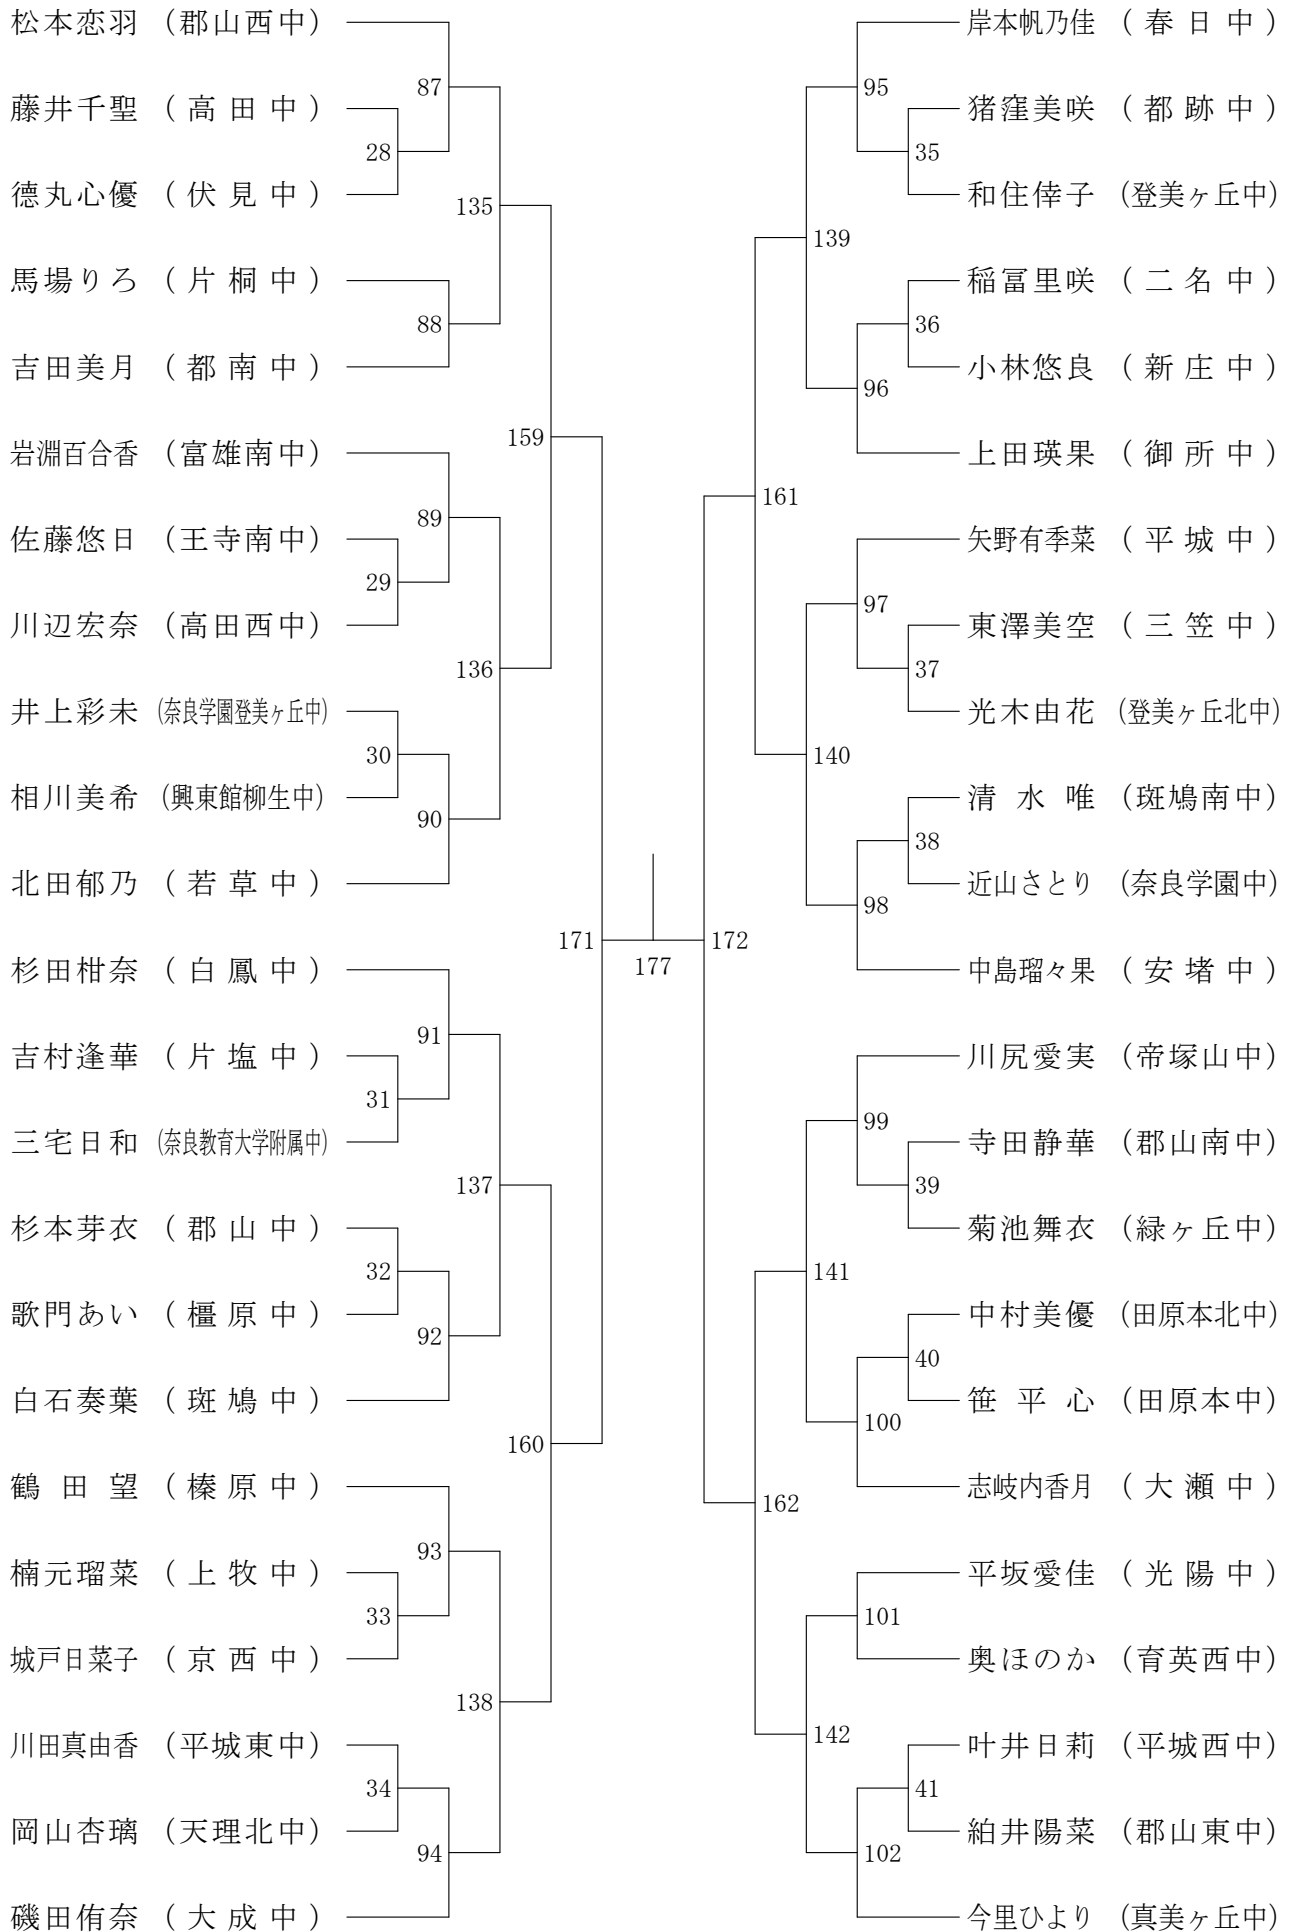 松本恋羽 (郡山西中)
87
藤井千聖 (高田中)
28
德丸心優 (伏見中)
135
馬場りろ (片桐中)
88
吉田美月 (都南中)
159
岩淵百合香 (富雄南中)
89
佐藤悠日 (王寺南中)
29
川辺宏奈 (高田西中)
136
井上彩未 (奈良学園登美ヶ丘中)
30
相川美希 (興東館柳生中)
90
北田郁乃 (若草中)
171
杉田柑奈 (白鳳中)
91
吉村逢華 (片塩中)
31
三宅日和 (奈良教育大学附属中)
137
杉本芽衣 (郡山中)
32
歌門あい (橿原中)
92
白石奏葉 (斑鳩中)
160
鶴田望 (榛原中)
93
楠元瑠菜 (上牧中)
33
城戸日菜子 (京西中)
138
川田真由香 (平城東中)
34
岡山杏璃 (天理北中)
94
磯田侑奈 (大成中)
177
岸本帆乃佳 (春日中)
95
猪窪美咲 (都跡中)
35
和住倖子 (登美ヶ丘中)
139
稲冨里咲 (二名中)
36
小林悠良 (新庄中)
96
上田瑛果 (御所中)
161
矢野有季菜 (平城中)
97
東澤美空 (三笠中)
37
光木由花 (登美ヶ丘北中)
140
清水唯 (斑鳩南中)
38
近山さとり (奈良学園中)
98
172
中島瑠々果 (安堵中)
川尻愛実 (帝塚山中)
99
寺田静華 (郡山南中)
39
菊池舞衣 (緑ヶ丘中)
141
中村美優 (田原本北中)
40
笹平心 (田原本中)
100
志岐内香月 (大瀬中)
162
平坂愛佳 (光陽中)
101
奥ほのか (育英西中)
142
叶井日莉 (平城西中)
41
絈井陽菜 (郡山東中)
102
今里ひより (真美ヶ丘中)